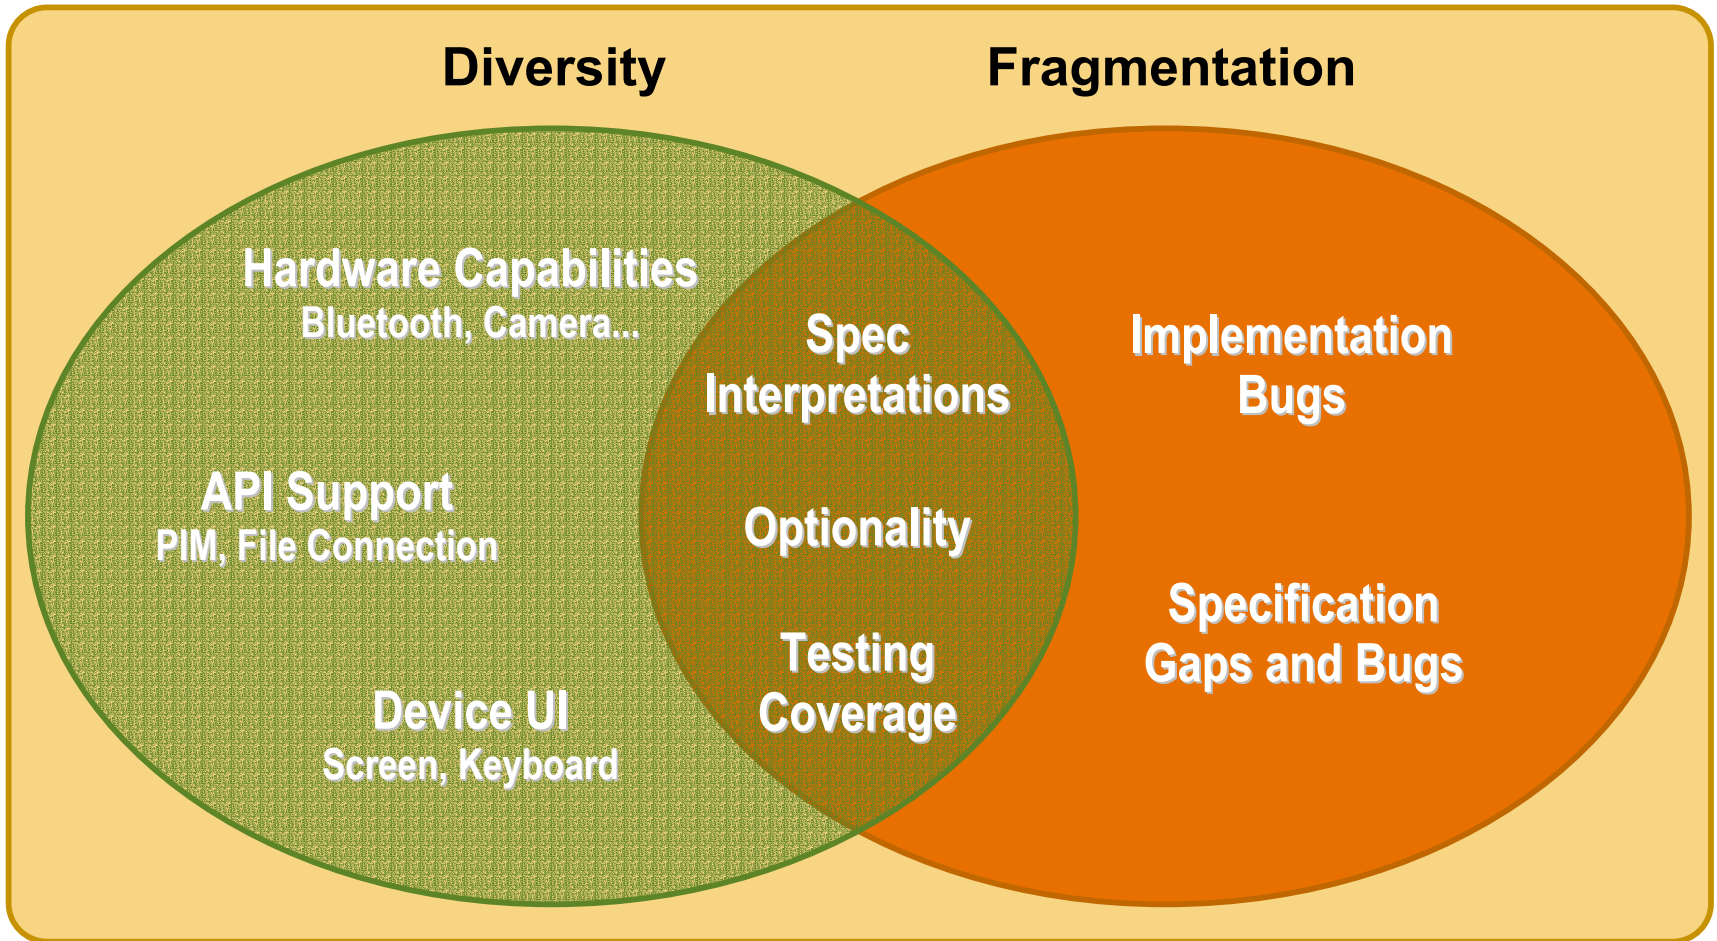 Diversity
Fragmentation
Hardware Capabilities
Bluetooth, Camera...
API Support
PIM, File Connection
Device UI
Screen, Keyboard
Spec
Interpretations
Optionality
Testing
Coverage
Implementation
Bugs
Specification
Gaps and Bugs